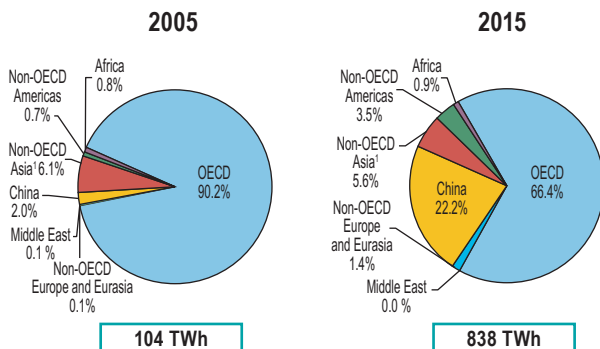 2005
Africa
0.8%
Non-OECD
Americas
0.7%
Non-OECD
Asia¹ 6.1%
China
2.0%
Middle East
0.1 %
Non-OECD
Europe and Eurasia
0.1%
OECD
90.2%
104 TWh
2015
Africa
0.9%
Non-OECD
Americas
3.5%
Non-OECD
Asia¹
5.6%
China
22.2%
Non-OECD
Europe
and Eurasia
1.4%
Middle East
0.0 %
OECD
66.4%
838 TWh